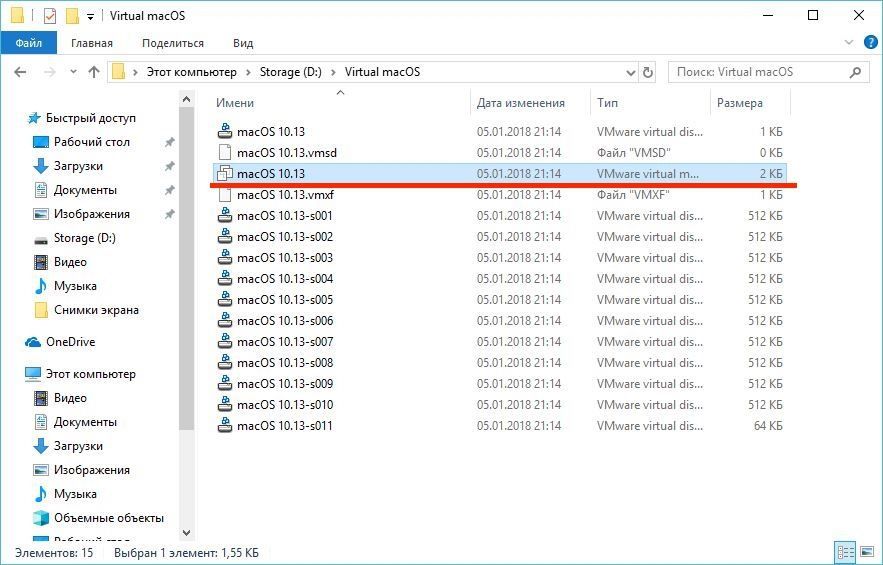 Virtual macOS
Файл Главная Поделиться Вид
Этот компьютер Storage (D:) Virtual macOS
Поиск: Virtual macOS
Имени Дата изменения Тип Размера
Быстрый доступ
Рабочий стол
Загрузки
Документы
Изображения
Storage (D:)
Видео
Музыка
Снимки экрана
OneDrive
Этот компьютер
Видео
Документы
Загрузки
Изображения
Музыка
Объемные объекты
Рабочий стол
macOS 10.13 05.01.2018 21:14 VMware virtual dis... 1 КБ
macOS 10.13.vmsd 05.01.2018 21:14 Файл "VMSD" 0 КБ
macOS 10.13 05.01.2018 21:14 VMware virtual m... 2 КБ
macOS 10.13.vmxf 05.01.2018 21:14 Файл "VMXF" 1 КБ
macOS 10.13-s001 05.01.2018 21:14 VMware virtual dis... 512 КБ
macOS 10.13-s002 05.01.2018 21:14 VMware virtual dis... 512 КБ
macOS 10.13-s003 05.01.2018 21:14 VMware virtual dis... 512 КБ
macOS 10.13-s004 05.01.2018 21:14 VMware virtual dis... 512 КБ
macOS 10.13-s005 05.01.2018 21:14 VMware virtual dis... 512 КБ
macOS 10.13-s006 05.01.2018 21:14 VMware virtual dis... 512 КБ
macOS 10.13-s007 05.01.2018 21:14 VMware virtual dis... 512 КБ
macOS 10.13-s008 05.01.2018 21:14 VMware virtual dis... 512 КБ
macOS 10.13-s009 05.01.2018 21:14 VMware virtual dis... 512 КБ
macOS 10.13-s010 05.01.2018 21:14 VMware virtual dis... 512 КБ
macOS 10.13-s011 05.01.2018 21:14 VMware virtual dis... 64 КБ
Элементов: 15 Выбран 1 элемент: 1,55 КБ